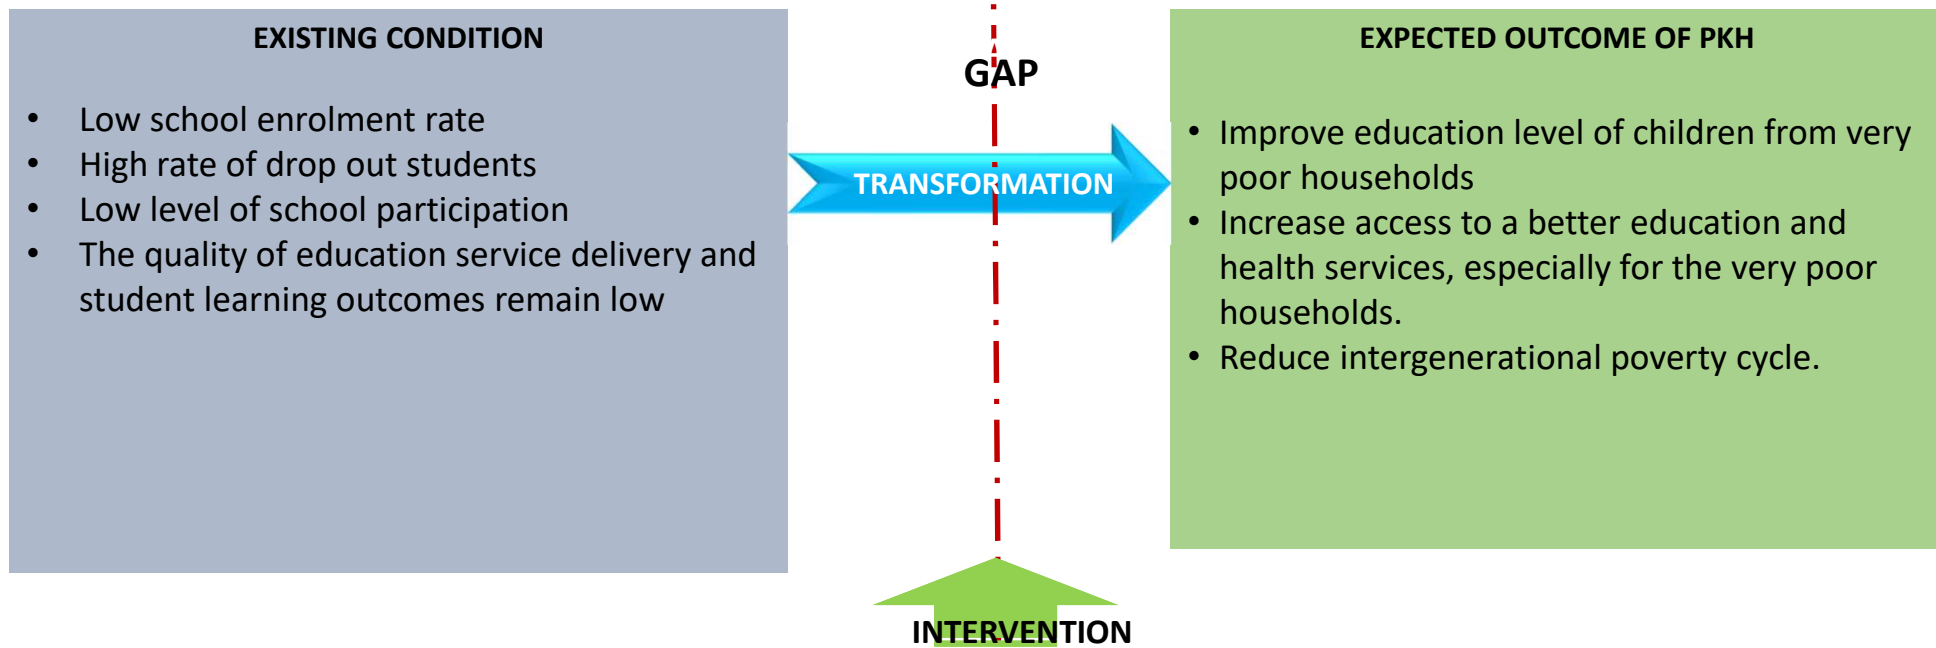 EXISTING CONDITION
• Low school enrolment rate
• High rate of drop out students
• Low level of school participation
• The quality of education service delivery and
student learning outcomes remain low
GAP
TRANSFORMATION
INTERVENTION
EXPECTED OUTCOME OF PKH
• Improve education level of children from very
poor households
• Increase access to a better education and
health services, especially for the very poor
households.
• Reduce intergenerational poverty cycle.